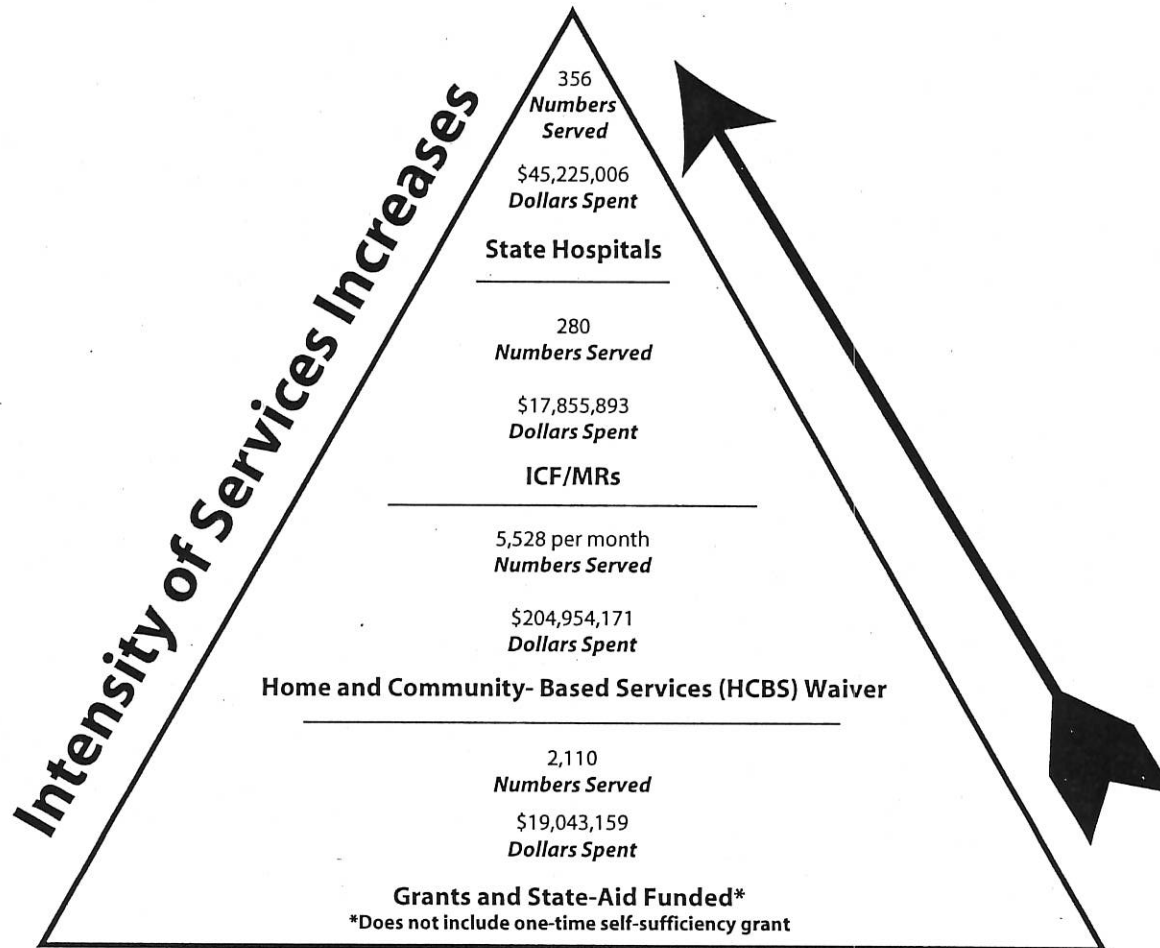 Intensity of Services Increases
356
Numbers
Served
$45,225,006
Dollars Spent
State Hospitals
280
Numbers Served
$17,855,893
Dollars Spent
ICF/MRs
5,528 per month
Numbers Served
$204,954,171
Dollars Spent
Home and Community- Based Services (HCBS) Waiver
2,110
Numbers Served
$19,043,159
Dollars Spent
Grants and State-Aid Funded*
*Does not include one-time self-sufficiency grant